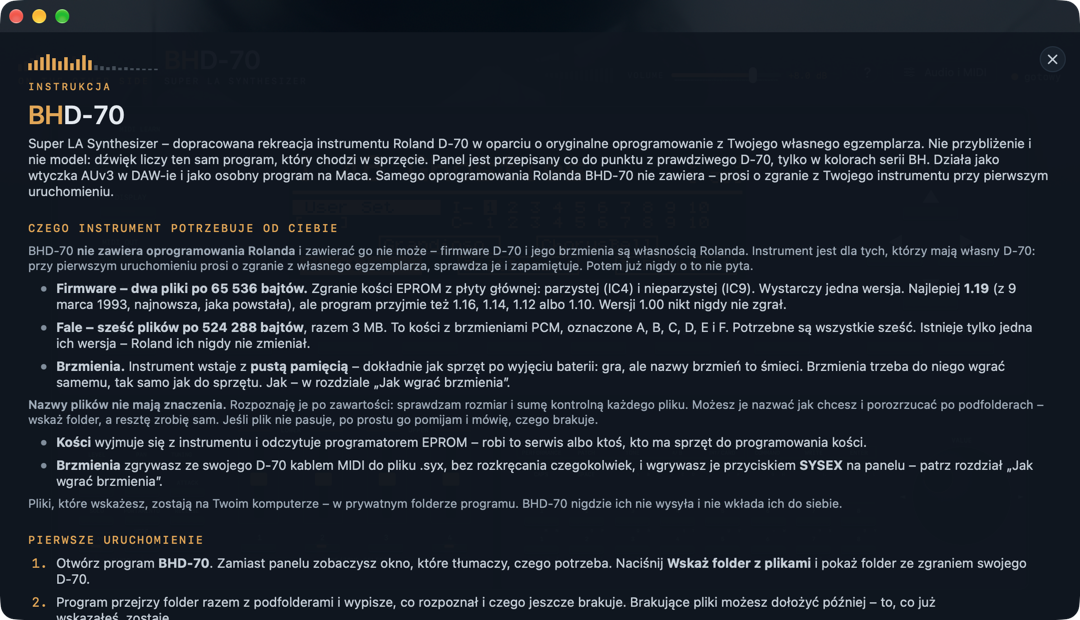 INSTRUKCJA
BHD-70
Super LA Synthesizer – dopracowana rekreacja instrumentu Roland D-70 w oparciu o oryginalne oprogramowanie z Twojego własnego egzemplarza. Nie przybliżenie i
nie model: dźwięk liczy ten sam program, który chodzi w sprzęcie. Panel jest przepisany co do punktu z prawdziwego D-70, tylko w kolorach serii BH. Działa jako
wtyczka AUv3 w DAW-ie i jako osobny program na Maca. Samego oprogramowania Rolanda BHD-70 nie zawiera – prosi o zgranie z Twojego instrumentu przy pierwszym
uruchomieniu.
CZEGO INSTRUMENT POTRZEBUJE OD CIEBIE
BHD-70 nie zawiera oprogramowania Rolanda i zawierać go nie może – firmware D-70 i jego brzmienia są własnością Rolanda. Instrument jest dla tych, którzy mają własny D-70:
przy pierwszym uruchomieniu prosi o zgranie z własnego egzemplarza, sprawdza je i zapamiętuje. Potem już nigdy o to nie pyta.
• Firmware – dwa pliki po 65 536 bajtów. Zgranie kości EPROM z płyty głównej: parzystej (IC4) i nieparzystej (IC9). Wystarczy jedna wersja. Najlepiej 1.19 (z 9
marca 1993, najnowsza, jaka powstała), ale program przyjmie też 1.16, 1.14, 1.12 albo 1.10. Wersji 1.00 nikt nigdy nie zgrał.
• Fale – sześć plików po 524 288 bajtów, razem 3 MB. To kości z brzmieniami PCM, oznaczone A, B, C, D, E i F. Potrzebne są wszystkie sześć. Istnieje tylko jedna
ich wersja – Roland ich nigdy nie zmieniał.
• Brzmienia. Instrument wstaje z pustą pamięcią – dokładnie jak sprzęt po wyjęciu baterii: gra, ale nazwy brzmień to śmieci. Brzmienia trzeba do niego wgrać
samemu, tak samo jak do sprzętu. Jak – w rozdziale „Jak wgrać brzmienia”.
Nazwy plików nie mają znaczenia. Rozpoznaję je po zawartości: sprawdzam rozmiar i sumę kontrolną każdego pliku. Możesz je nazwać jak chcesz i porozrzucać po podfolderach –
wskaż folder, a resztę zrobię sam. Jeśli plik nie pasuje, po prostu go pomijam i mówię, czego brakuje.
• Kości wyjmuje się z instrumentu i odczytuje programatorem EPROM – robi to serwis albo ktoś, kto ma sprzęt do programowania kości.
• Brzmienia zgrywasz ze swojego D-70 kablem MIDI do pliku .syx, bez rozkręcania czegokolwiek, i wgrywasz je przyciskiem SYSEX na panelu – patrz rozdział „Jak
wgrać brzmienia”.
Pliki, które wskażesz, zostają na Twoim komputerze – w prywatnym folderze programu. BHD-70 nigdzie ich nie wysyła i nie wkłada ich do siebie.
PIERWSZE URUCHOMIENIE
1. Otwórz program BHD-70. Zamiast panelu zobaczysz okno, które tłumaczy, czego potrzeba. Naciśnij Wskaż folder z plikami i pokaż folder ze zgraniem swojego
D-70.
2. Program przejrzy folder razem z podfolderami i wypisze, co rozpoznał i czego jeszcze brakuje. Brakujące pliki możesz dołożyć później – to, co już
wskazałeś, zostaje.